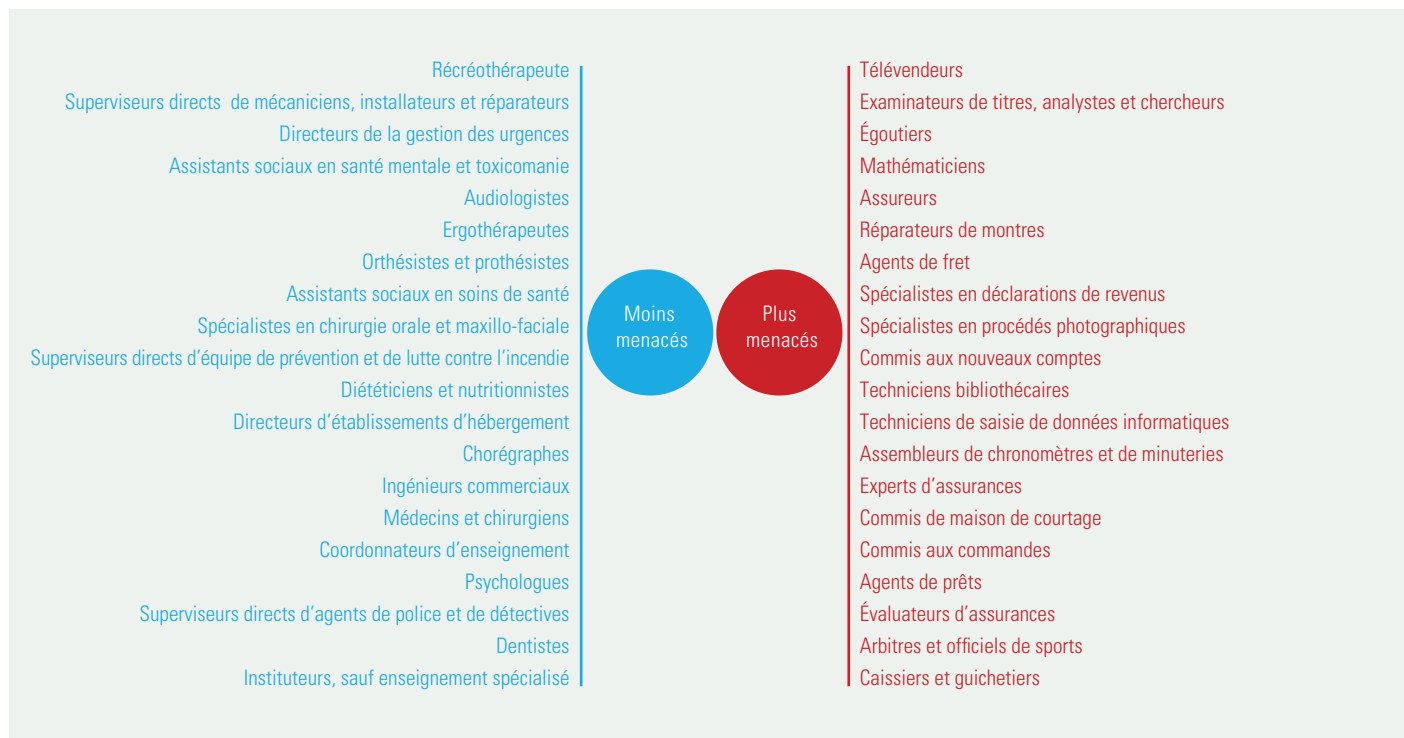 Récréothérapeute
Superviseurs directs de mécaniciens, installateurs et réparateurs
Directeurs de la gestion des urgences
Assistants sociaux en santé mentale et toxicomanie
Audiologistes
Ergothérapeutes
Orthésistes et prothésistes
Assistants sociaux en soins de santé
Spécialistes en chirurgie orale et maxillo-faciale
Superviseurs directs d’équipe de prévention et de lutte contre l’incendie
Diététiciens et nutritionnistes
Directeurs d’établissements d’hébergement
Chorégraphes
Ingénieurs commerciaux
Médecins et chirurgiens
Coordonnateurs d’enseignement
Psychologues
Superviseurs directs d’agents de police et de détectives
Dentistes
Instituteurs, sauf enseignement spécialisé
Moins
menacés
Plus
menacés
Télévendeurs
Examinateurs de titres, analystes et chercheurs
Égoutiers
Mathématiciens
Assureurs
Réparateurs de montres
Agents de fret
Spécialistes en déclarations de revenus
Spécialistes en procédés photographiques
Commis aux nouveaux comptes
Techniciens bibliothécaires
Techniciens de saisie de données informatiques
Assembleurs de chronomètres et de minuteries
Experts d’assurances
Commis de maison de courtage
Commis aux commandes
Agents de prêts
Évaluateurs d’assurances
Arbitres et officiels de sports
Caissiers et guichetiers